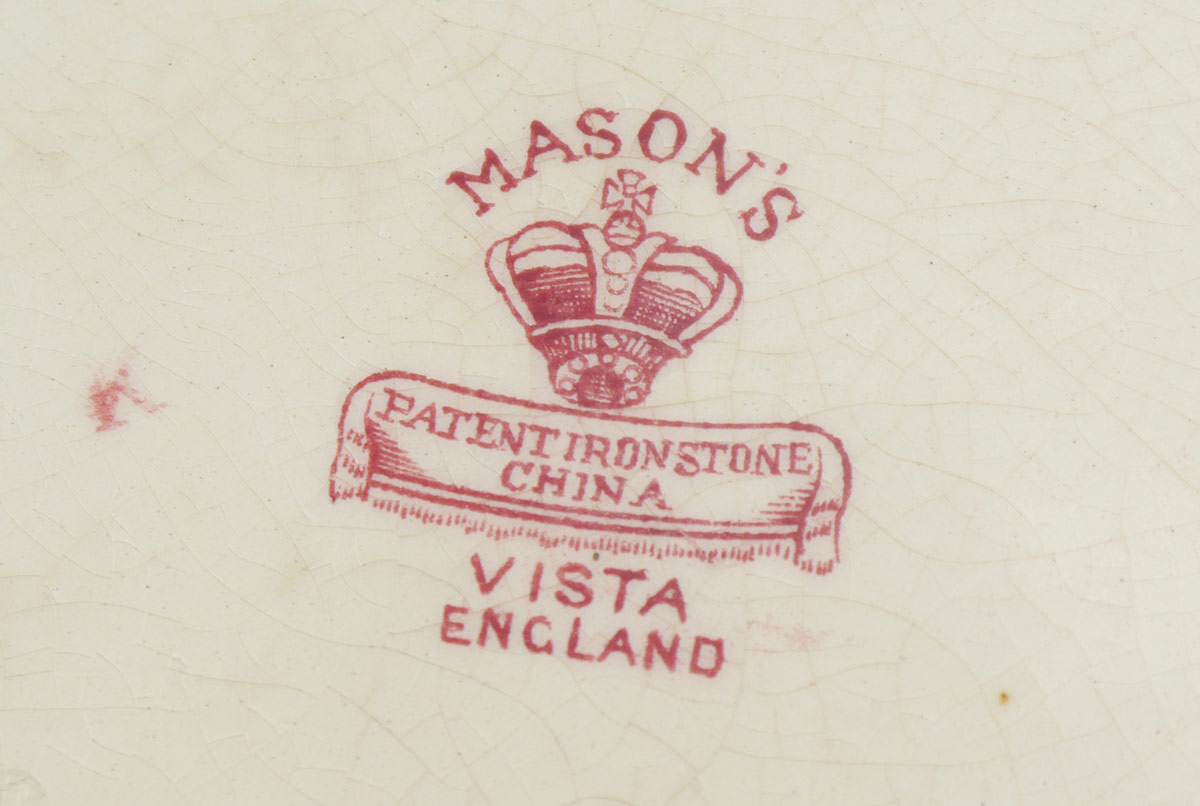 MASON'S
PATENT IRONSTONE
CHINA
VISTA
ENGLAND